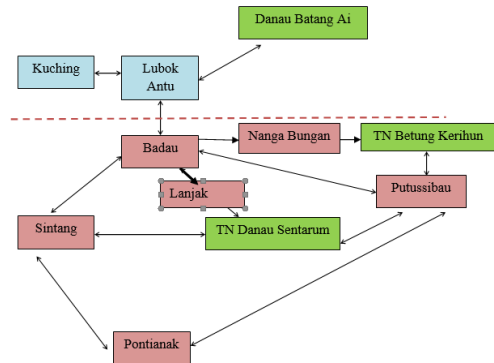 Danau Batang Ai
Kuching
Lubok
Antu
Badau
Nanga Bungan
TN Betung Kerihun
Lanjak
Putussibau
Sintang
TN Danau Sentarum
Pontianak